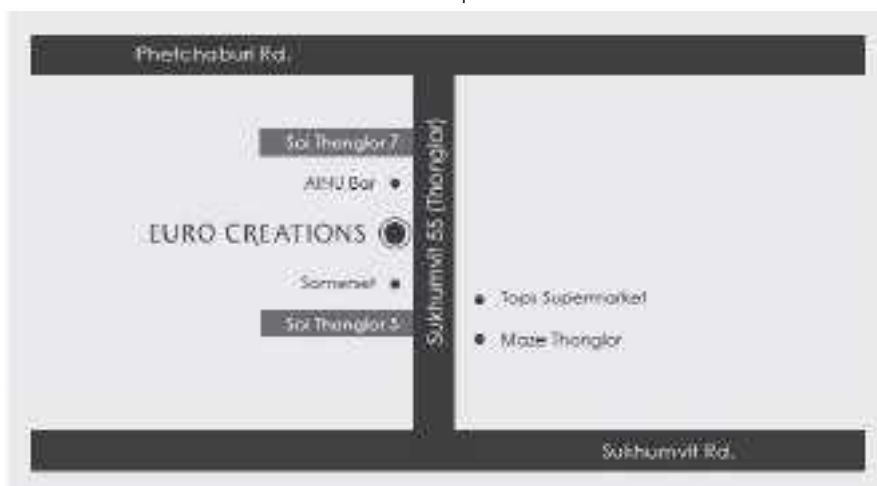 Phetchaburi Rd.
Soi Thonglor 7
AINU Bar
EURO CREATIONS
Somerset
Soi Thonglor 5
Sukhumvit 55 (Thonglor)
Tops Supermarket
Maze Thonglor
Sukhumvit Rd.